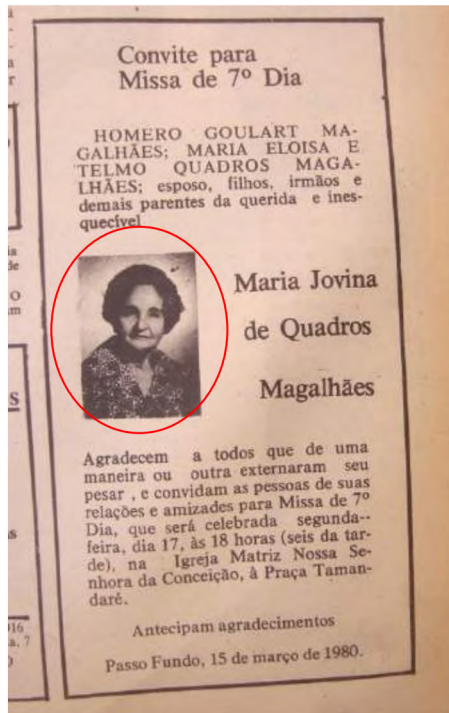 Convite para
Missa de 7º Dia
HOMERO GOULART MA-
GALHÃES; MARIA ELOISA E
TELMO QUADROS MAGA-
LHÃES; esposo, filhos, irmãos e
demais parentes da querida e ines-
quecível
Maria Jovina
de Quadros
Magalhães
Agradecem a todos que de uma
maneira ou outra externaram seu
pesar , e convidam as pessoas de suas
relações e amizades para Missa de 7º
Dia, que será celebrada segunda--
feira, dia 17, às 18 horas (seis da tar-
de), na Igreja Matriz Nossa Se-
nhora da Conceição, à Praça Taman-
daré.
Antecipam agradecimentos
Passo Fundo, 15 de março de 1980.